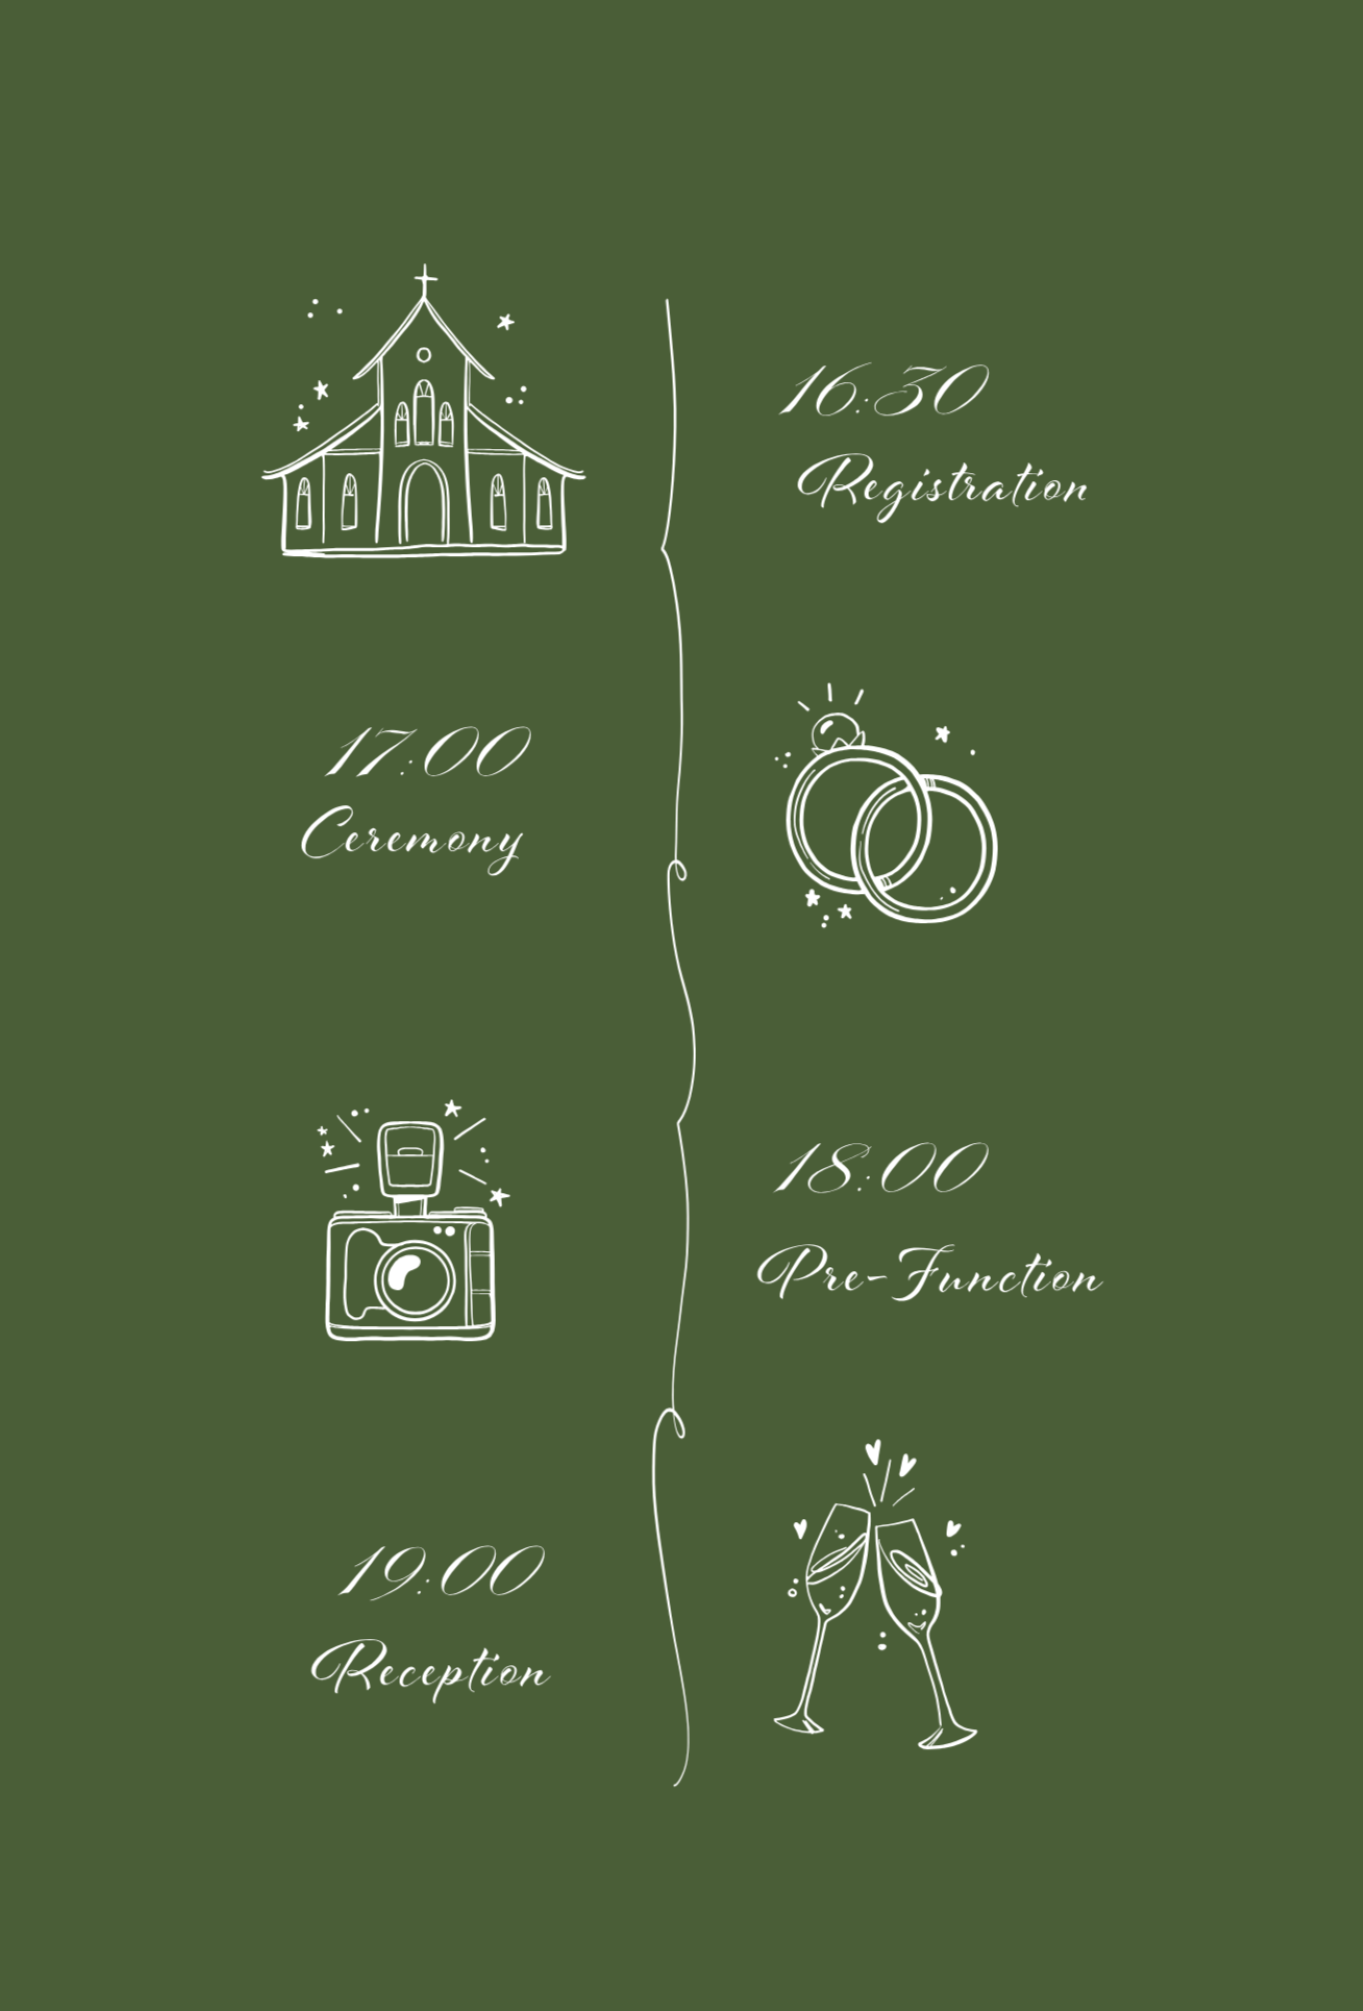 16:30
Registration
17:00
Ceremony
18:00
Pre-Function
19:00
Reception